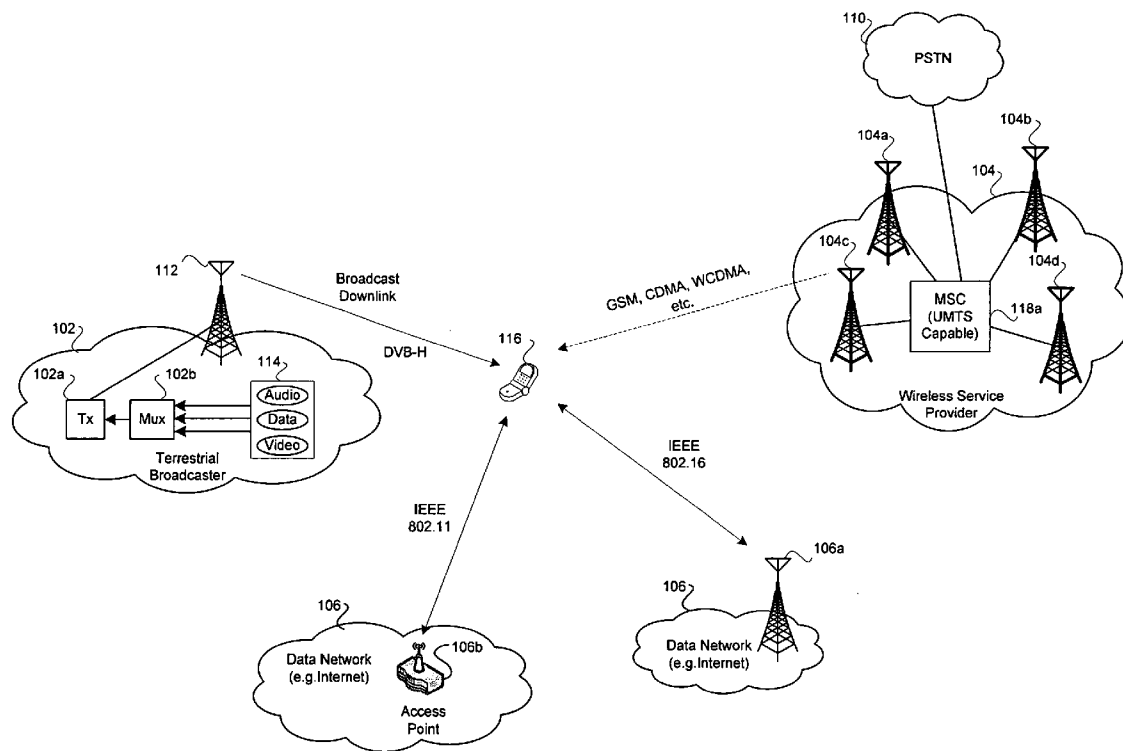 110
PSTN
104b
104a
104
104c
104d
MSC
(UMTS
Capable)
118a
Wireless Service
Provider
GSM, CDMA, WCDMA,
etc.
112
Broadcast
Downlink
DVB-H
116
102
102a
102b
114
Tx
Mux
Audio
Data
Video
Terrestrial
Broadcaster
IEEE
802.11
IEEE
802.16
106
Data Network
(e.g.Internet)
106b
Access
Point
106a
106
Data Network
(e.g.Internet)